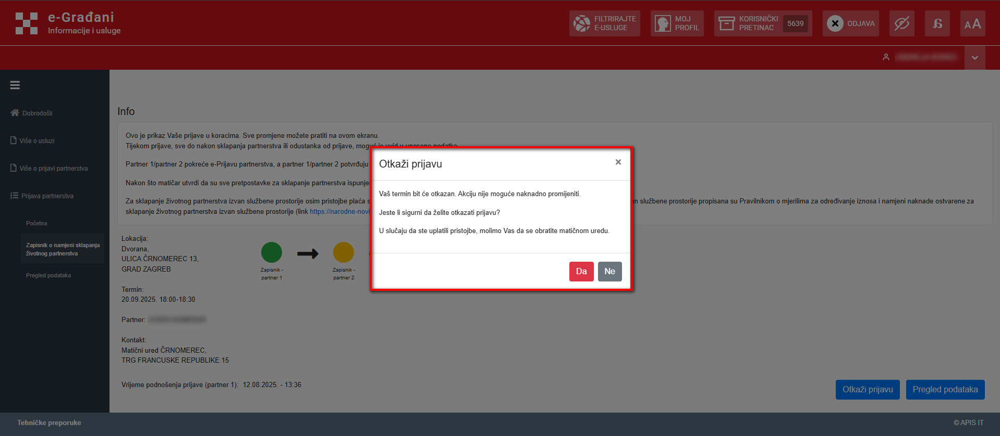 e-Građani
Informacije i usluge
FILTRIRAJTE
E-USLUGE
MOJ
PROFIL
KORISNIČKI
PRETINAC
5639
ODJAVA
AA
Dobrodošli
Više o usluzi
Više o prijavi partnerstva
Prijava partnerstva
Početna
Zapisnik o namjeni sklapanja
životnog partnerstva
Pregled podataka
Info
Ovo je prikaz Vaše prijave u koracima. Sve promjene možete pratiti na ovom ekranu.
Tijekom prijave, sve do nakon sklapanja partnerstva ili odustanka od prijave, moguć je uvid u unesene podatke
Partner 1/partner 2 pokreće e-Prijavu partnerstva, a partner 1/partner 2 potvrđuju
Nakon što matičar utvrdi da su sve pretpostavke za sklapanje partnerstva ispunje
Za sklapanje životnog partnerstva izvan službene prostorije osim pristojbe plaća s
n službene prostorije propisana su Pravilnikom o mjerilima za određivanje iznosa i namjeni naknade ostvarene za
sklapanje životnog partnerstva izvan službene prostorije (link https://narodne-novi
Otkaži prijavu
×
Vaš termin bit će otkazan. Akciju nije moguće naknadno promijeniti.
Jeste li sigurni da želite otkazati prijavu?
U slučaju da ste uplatili pristojbe, molimo Vas da se obratite matičnom uredu.
Da
Ne
Lokacija:
Dvorana,
ULICA ČRNOMEREC 13,
GRAD ZAGREB
Zapisnik -
partner 1
Zapisnik -
partner 2
Termin:
20.09.2025. 18:00-18:30
Partner:
Kontakt:
Matični ured ČRNOMEREC,
TRG FRANCUSKE REPUBLIKE 15
Vrijeme podnošenja prijave (partner 1): 12.08.2025. - 13:36
Otkaži prijavu
Pregled podataka
Tehničke preporuke
© APIS IT